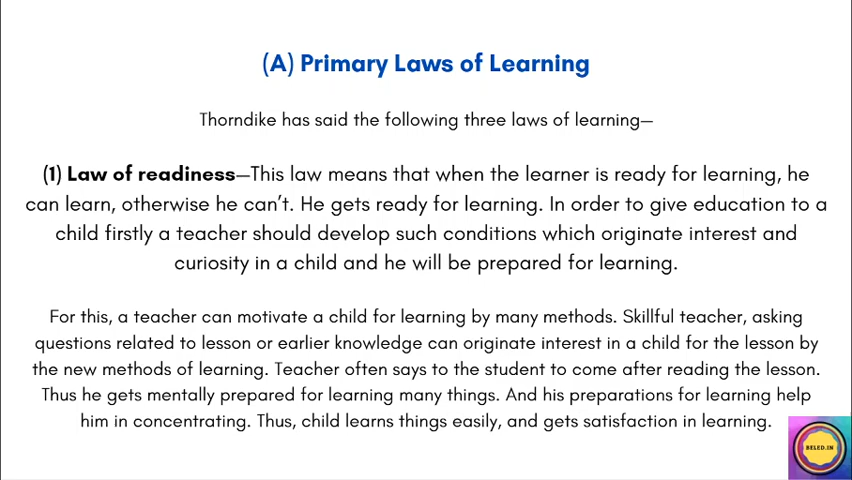 (A) Primary Laws of Learning
Thorndike has said the following three laws of learning—
(1) Law of readiness—This law means that when the learner is ready for learning, he
can learn, otherwise he can't. He gets ready for learning. In order to give education to a
child firstly a teacher should develop such conditions which originate interest and
curiosity in a child and he will be prepared for learning.
For this, a teacher can motivate a child for learning by many methods. Skillful teacher, asking
questions related to lesson or earlier knowledge can originate interest in a child for the lesson by
the new methods of learning. Teacher often says to the student to come after reading the lesson.
Thus he gets mentally prepared for learning many things. And his preparations for learning help
him in concentrating. Thus, child learns things easily, and gets satisfaction in learning.
BELED.IN